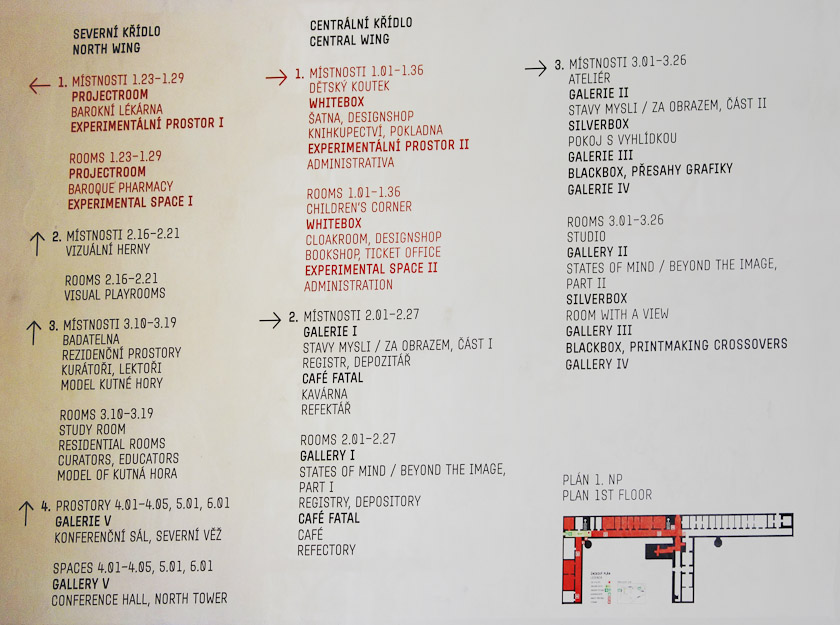 SEVERNÍ KŘÍDLO
NORTH WING
1. MÍSTNOSTI 1.23–1.29
PROJECTROOM
BAROKNÍ LÉKÁRNA
EXPERIMENTÁLNÍ PROSTOR I
ROOMS 1.23–1.29
PROJECTROOM
BAROQUE PHARMACY
EXPERIMENTAL SPACE I
2. MÍSTNOSTI 2.16–2.21
VIZUÁLNÍ HERNY
ROOMS 2.16–2.21
VISUAL PLAYROOMS
3. MÍSTNOSTI 3.10–3.19
BADATELNA
REZIDENČNÍ PROSTORY
KURÁTOŘI, LEKTOŘI
MODEL KUTNÉ HORY
ROOMS 3.10–3.19
STUDY ROOM
RESIDENTIAL ROOMS
CURATORS, EDUCATORS
MODEL OF KUTNÁ HORA
4. PROSTORY 4.01–4.05, 5.01, 6.01
GALERIE V
KONFERENČNÍ SÁL, SEVERNÍ VĚŽ
SPACES 4.01–4.05, 5.01, 6.01
GALLERY V
CONFERENCE HALL, NORTH TOWER
CENTRÁLNÍ KŘÍDLO
CENTRAL WING
1. MÍSTNOSTI 1.01–1.36
DĚTSKÝ KOUTEK
WHITEBOX
ŠATNA, DESIGNSHOP
KNIHKUPECTVÍ, POKLADNA
EXPERIMENTÁLNÍ PROSTOR II
ADMINISTRATIVA
ROOMS 1.01–1.36
CHILDREN'S CORNER
WHITEBOX
CLOAKROOM, DESIGNSHOP
BOOKSHOP, TICKET OFFICE
EXPERIMENTAL SPACE II
ADMINISTRATION
2. MÍSTNOSTI 2.01–2.27
GALERIE I
STAVY MYSLI / ZA OBRAZEM, ČÁST I
REGISTR, DEPOZITÁŘ
CAFÉ FATAL
KAVÁRNA
REFEKTÁŘ
ROOMS 2.01–2.27
GALLERY I
STATES OF MIND / BEYOND THE IMAGE,
PART I
REGISTRY, DEPOSITORY
CAFÉ FATAL
CAFÉ
REFECTORY
3. MÍSTNOSTI 3.01–3.26
ATELIÉR
GALERIE II
STAVY MYSLI / ZA OBRAZEM, ČÁST II
SILVERBOX
POKOJ S VYHLÍDKOU
GALERIE III
BLACKBOX, PŘESAHY GRAFIKY
GALERIE IV
ROOMS 3.01–3.26
STUDIO
GALLERY II
STATES OF MIND / BEYOND THE IMAGE,
PART II
SILVERBOX
ROOM WITH A VIEW
GALLERY III
BLACKBOX, PRINTMAKING CROSSOVERS
GALLERY IV
PLÁN 1. NP
PLAN 1ST FLOOR